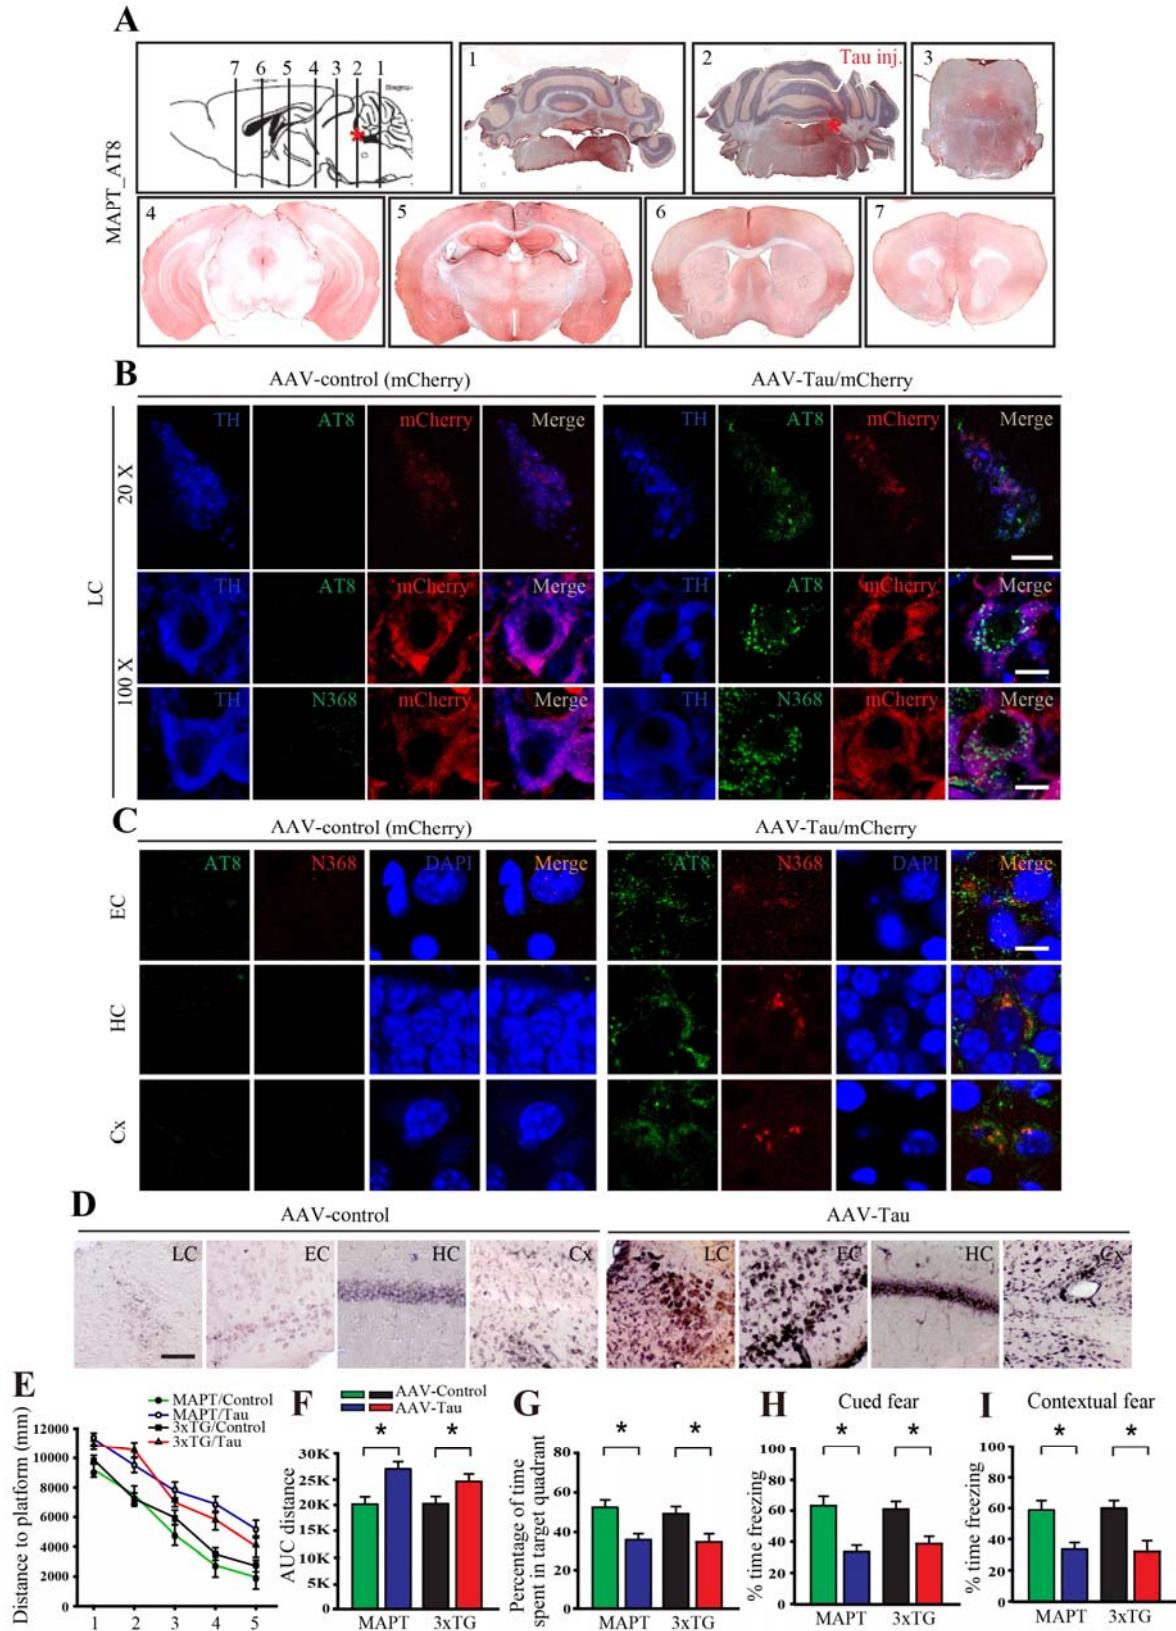 A
MAPT_AT8
7 6 5 4 3 2 1
1
2
Tau inj.
3
4
5
6
7
B
AAV-control (mCherry)
AAV-Tau/mCherry
LC
20 X
TH AT8 mCherry Merge TH AT8 mCherry Merge
100 X
TH AT8 mCherry Merge TH AT8 mCherry Merge
TH N368 mCherry Merge TH N368 mCherry Merge
C
AAV-control (mCherry)
AAV-Tau/mCherry
AT8 N368 DAPI Merge AT8 N368 DAPI Merge
EC
HC
Cx
D
AAV-control
AAV-Tau
LC EC HC Cx LC EC HC Cx
E
MAPT/Control
MAPT/Tau
3xTG/Control
3xTG/Tau
Distance to platform (mm)
12000
10000
8000
6000
4000
2000
0
1 2 3 4 5
F
AAV-Control
AAV-Tau
* *
AUC distance
30K
25K
20K
15K
10K
5K
0
MAPT 3xTG
G
* *
Percentage of time
spent in target quadrant
80
60
40
20
0
MAPT 3xTG
H
Cued fear
* *
% time freezing
100
80
60
40
20
0
MAPT 3xTG
I
Contextual fear
* *
% time freezing
100
80
60
40
20
0
MAPT 3xTG